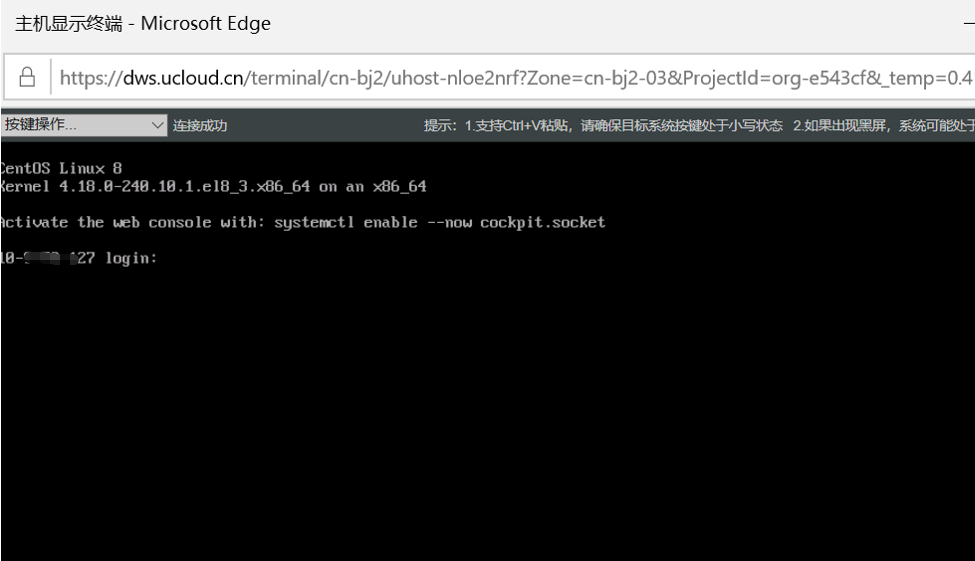 主机显示终端 - Microsoft Edge
https://dws.ucloud.cn/terminal/cn-bj2/uhost-nloe2nrf?Zone=cn-bj2-03&ProjectId=org-e543cf&_temp=0.4
按键操作... 连接成功 提示：1.支持Ctrl+V粘贴，请确保目标系统按键处于小写状态 2.如果出现黑屏，系统可能处于
CentOS Linux 8
Kernel 4.18.0-240.10.1.el8_3.x86_64 on an x86_64
Activate the web console with: systemctl enable --now cockpit.socket
10- 127 login: